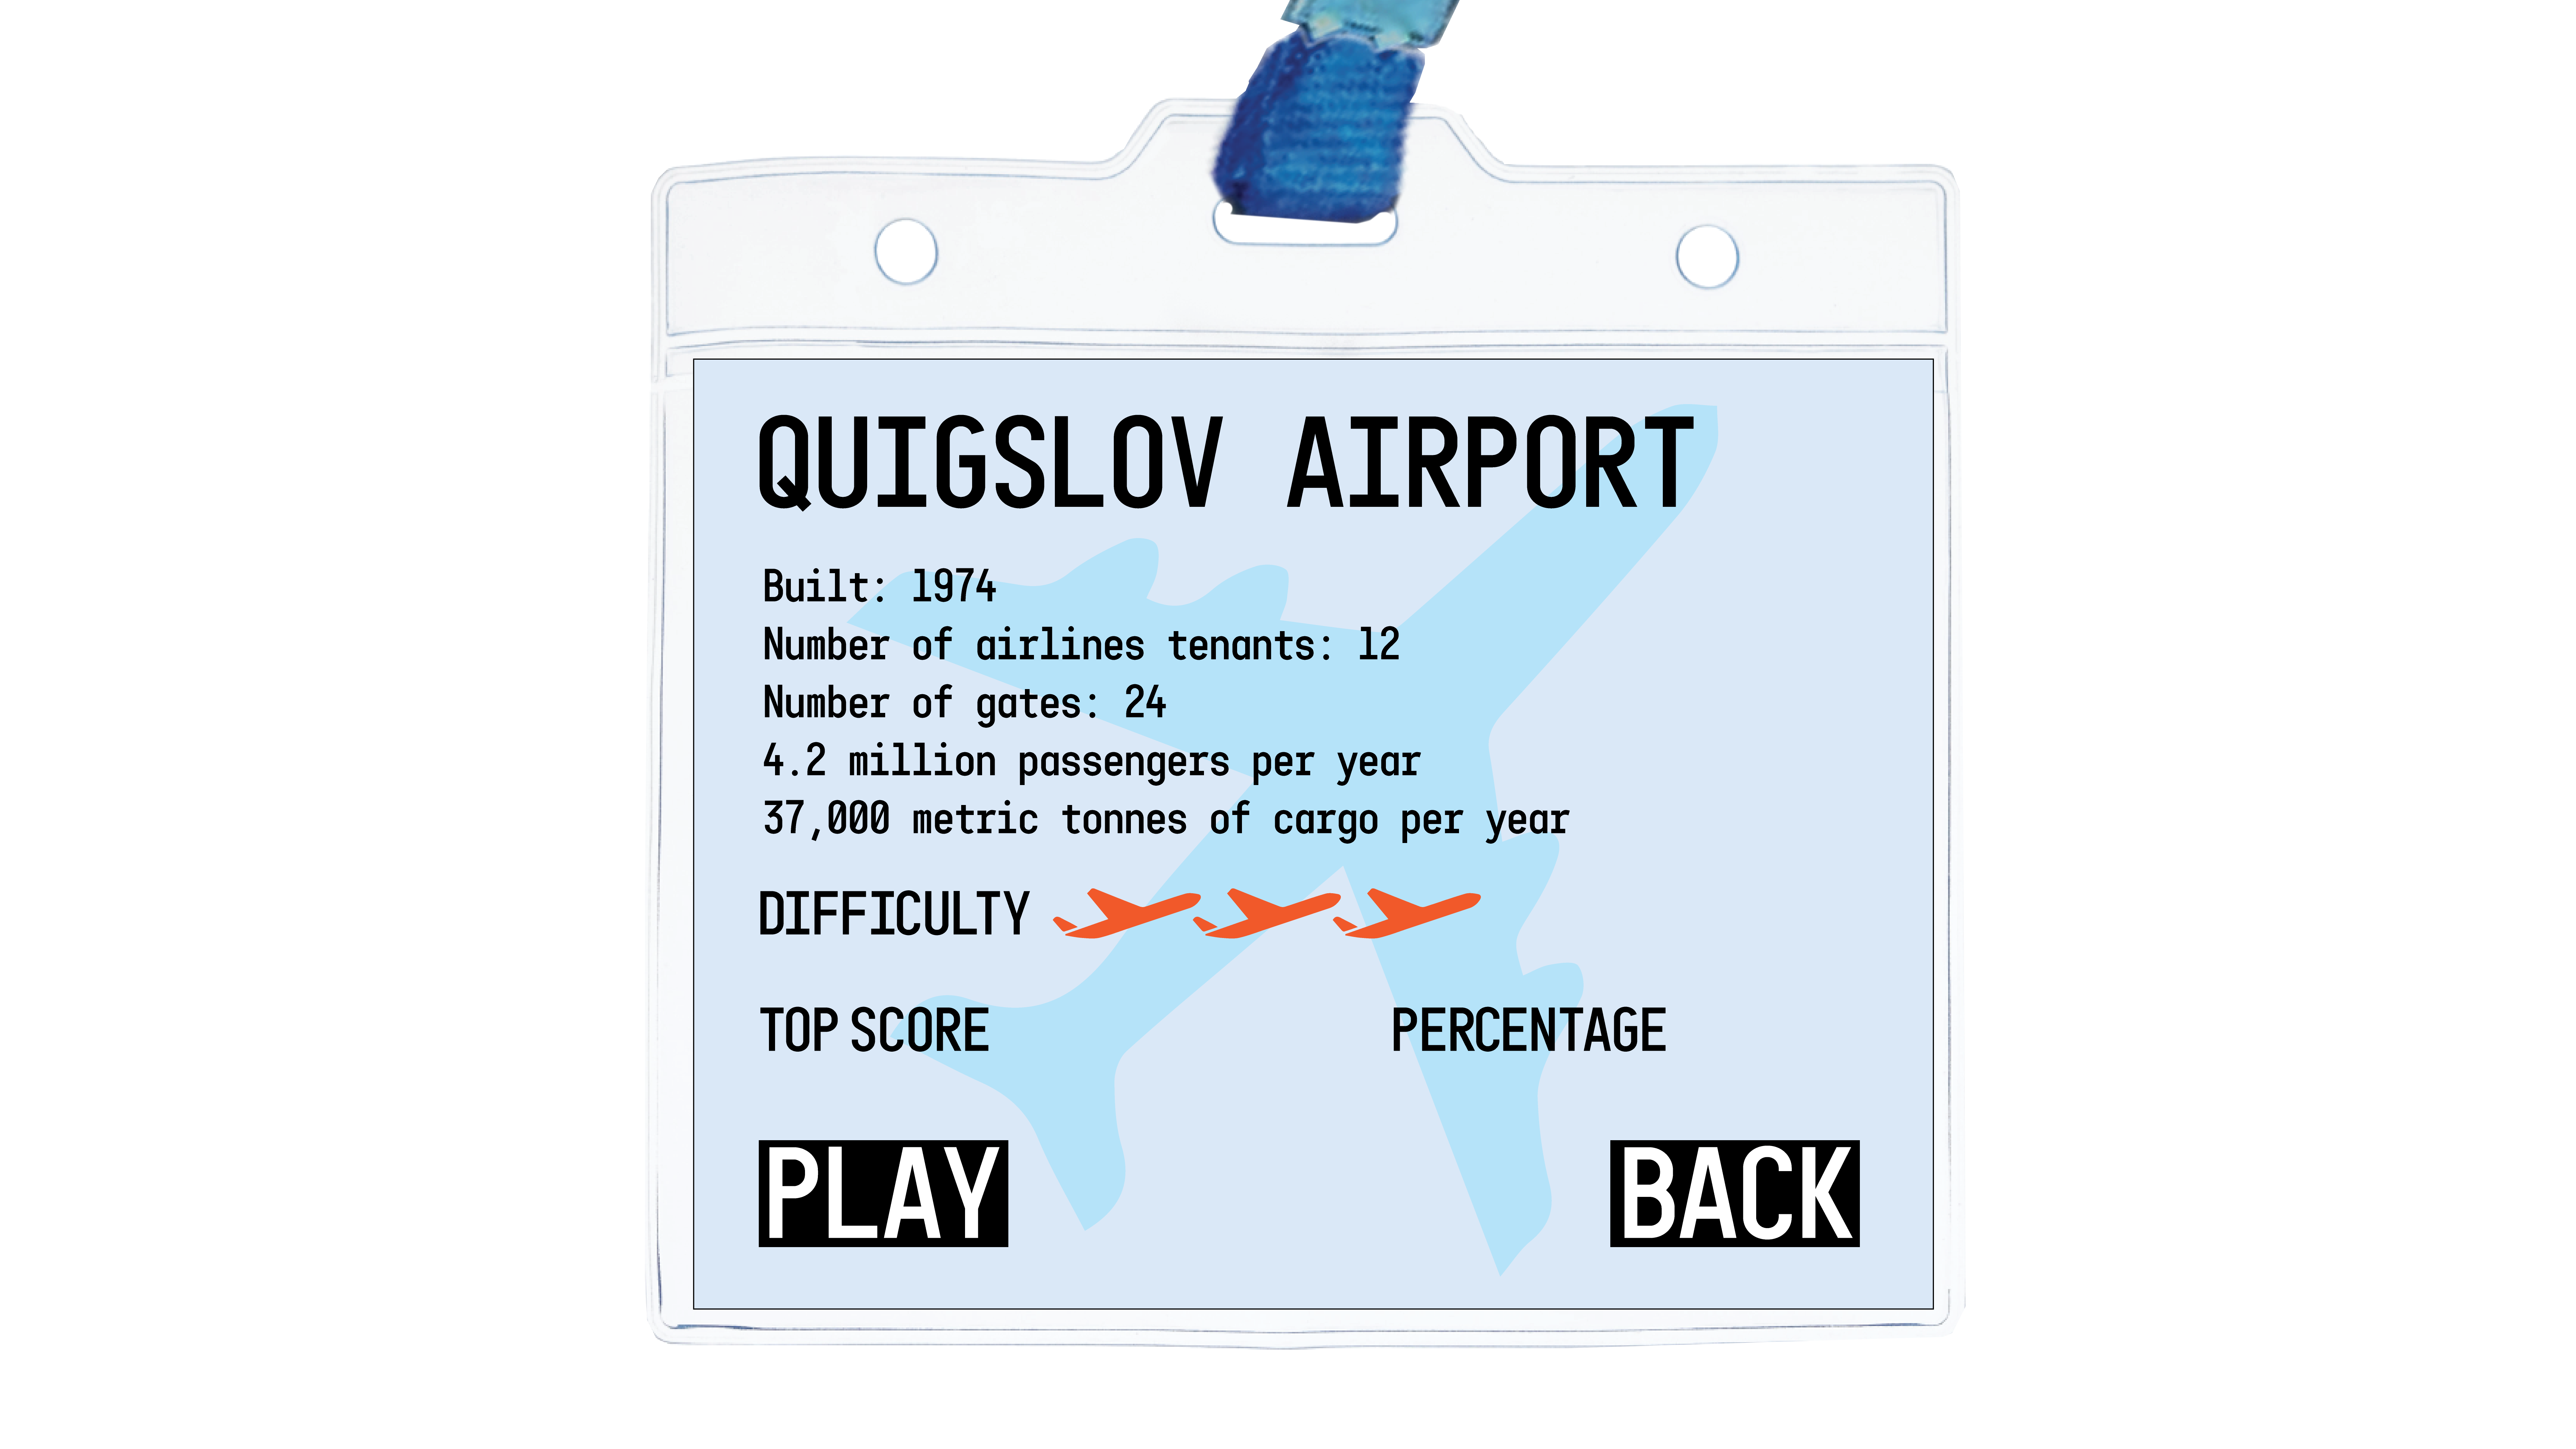 QUIGSLOV AIRPORT
Built: 1974
Number of airlines tenants: 12
Number of gates: 24
4.2 million passengers per year
37,000 metric tonnes of cargo per year
DIFFICULTY
TOP SCORE PERCENTAGE
PLAY BACK